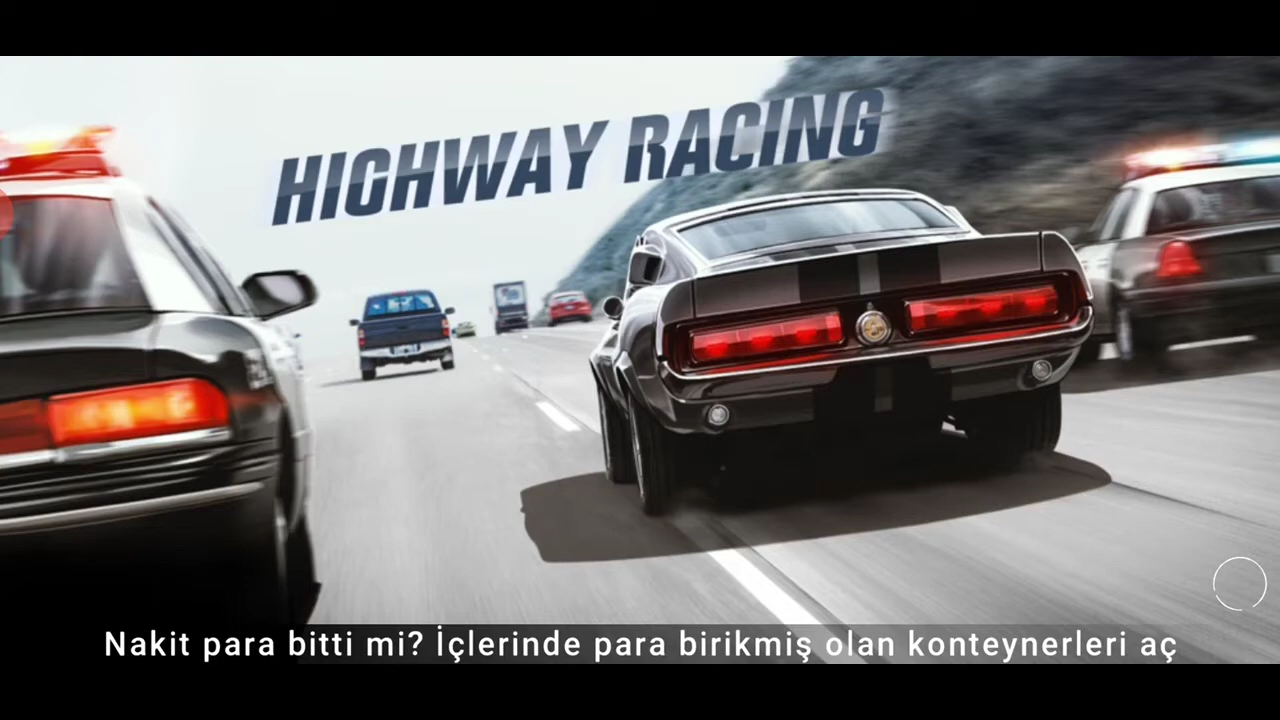 HIGHWAY RACING
Nakit para bitti mi? İçlerinde para birikmiş olan konteynerleri aç